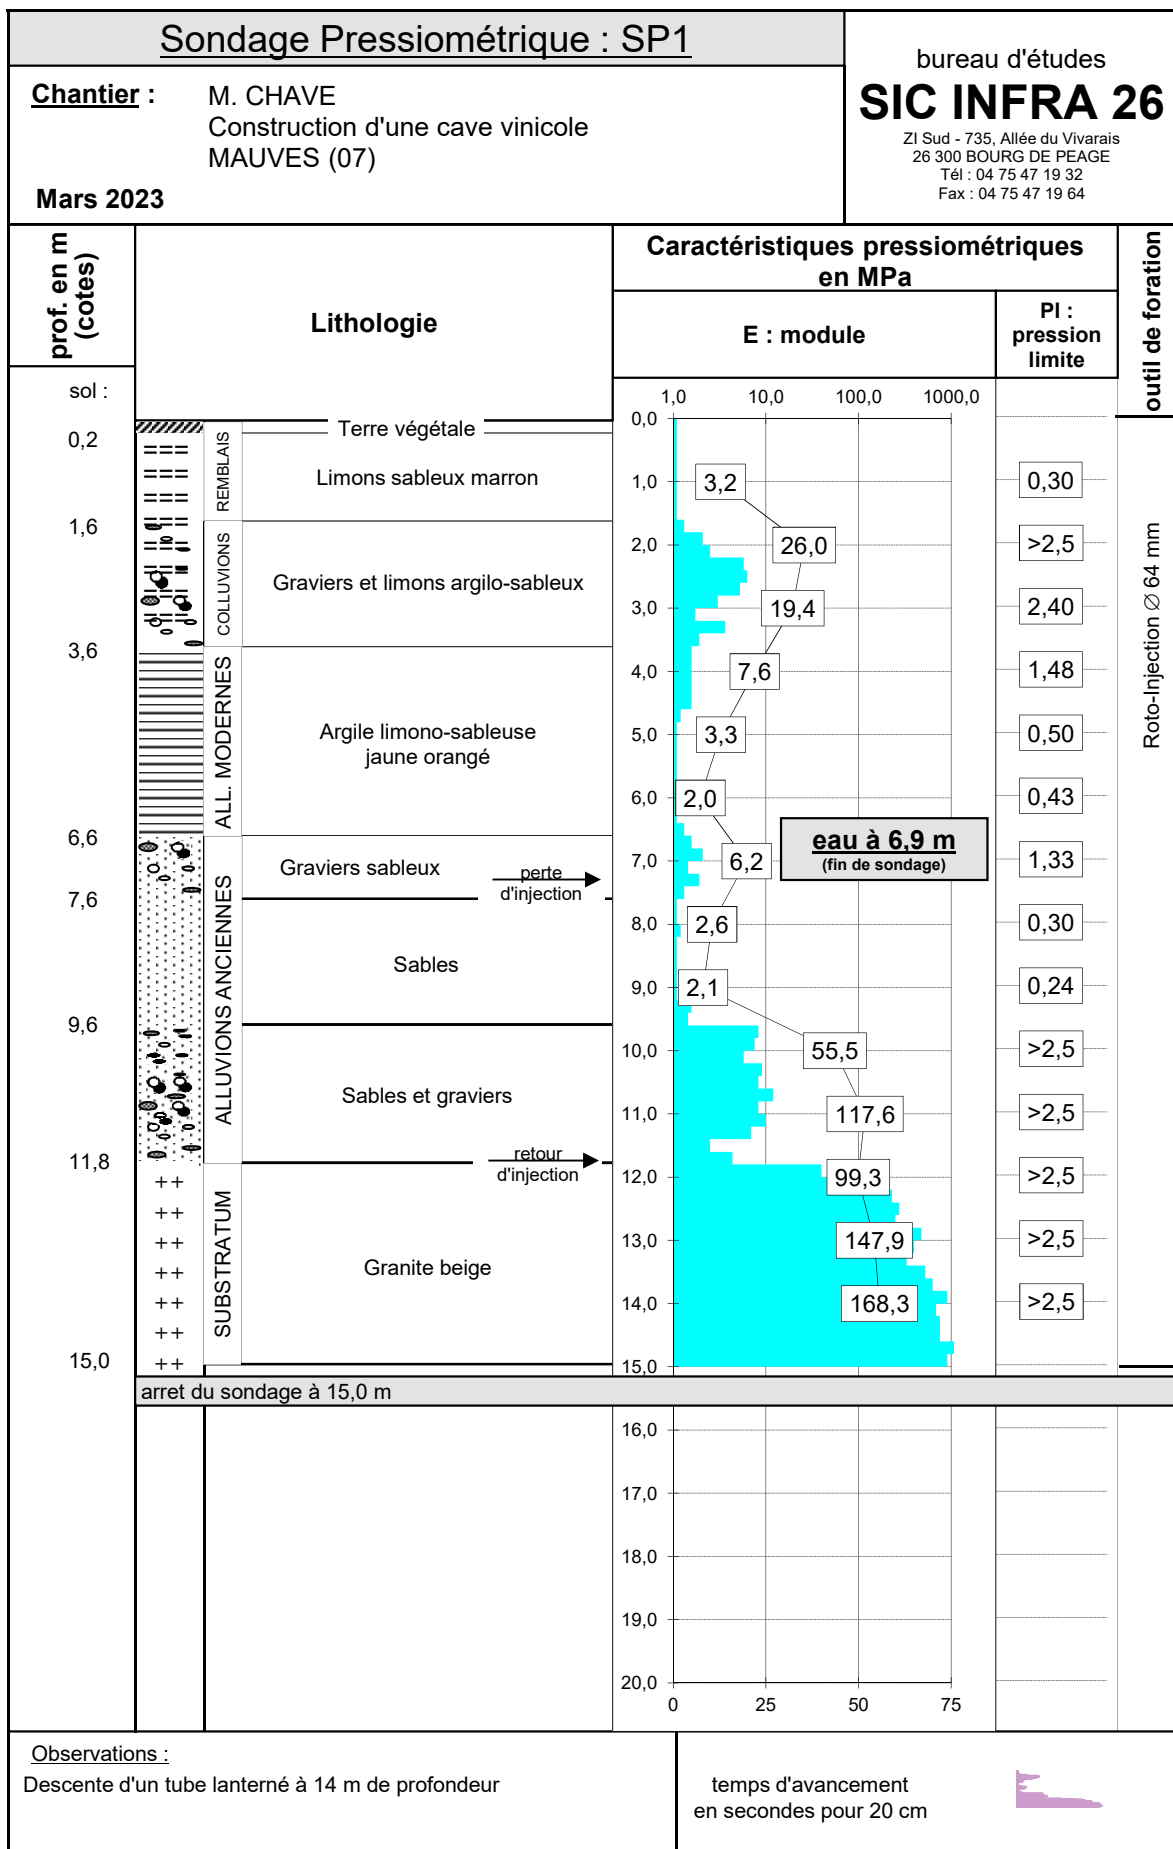 Sondage Pressiométrique : SP1
Chantier :
M. CHAVE
Construction d'une cave vinicole
MAUVES (07)
Mars 2023
bureau d'études
SIC INFRA 26
ZI Sud - 735, Allée du Vivarais
26 300 BOURG DE PEAGE
Tél : 04 75 47 19 32
Fax : 04 75 47 19 64
prof. en m
(cotes)
Lithologie
Caractéristiques pressiométriques
en MPa
E : module
Pl :
pression
limite
outil de foration
sol :
0,2
1,6
3,6
6,6
7,6
9,6
11,8
15,0
REMBLAIS
COLLUVIONS
ALL. MODERNES
ALLUVIONS ANCIENNES
SUBSTRATUM
++
++
++
++
++
++
++
Terre végétale
Limons sableux marron
Graviers et limons argilo-sableux
Argile limono-sableuse
jaune orangé
Graviers sableux
perte
d'injection
Sables
Sables et graviers
retour
d'injection
Granite beige
1,0 10,0 100,0 1000,0
0,0
1,0
2,0
3,0
4,0
5,0
6,0
7,0
8,0
9,0
10,0
11,0
12,0
13,0
14,0
15,0
3,2
26,0
19,4
7,6
3,3
2,0
6,2
2,6
2,1
55,5
117,6
99,3
147,9
168,3
eau à 6,9 m
(fin de sondage)
0,30
>2,5
2,40
1,48
0,50
0,43
1,33
0,30
0,24
>2,5
>2,5
>2,5
>2,5
>2,5
Roto-Injection Ø 64 mm
arret du sondage à 15,0 m
16,0
17,0
18,0
19,0
20,0
0 25 50 75
Observations :
Descente d'un tube lanterné à 14 m de profondeur
temps d'avancement
en secondes pour 20 cm